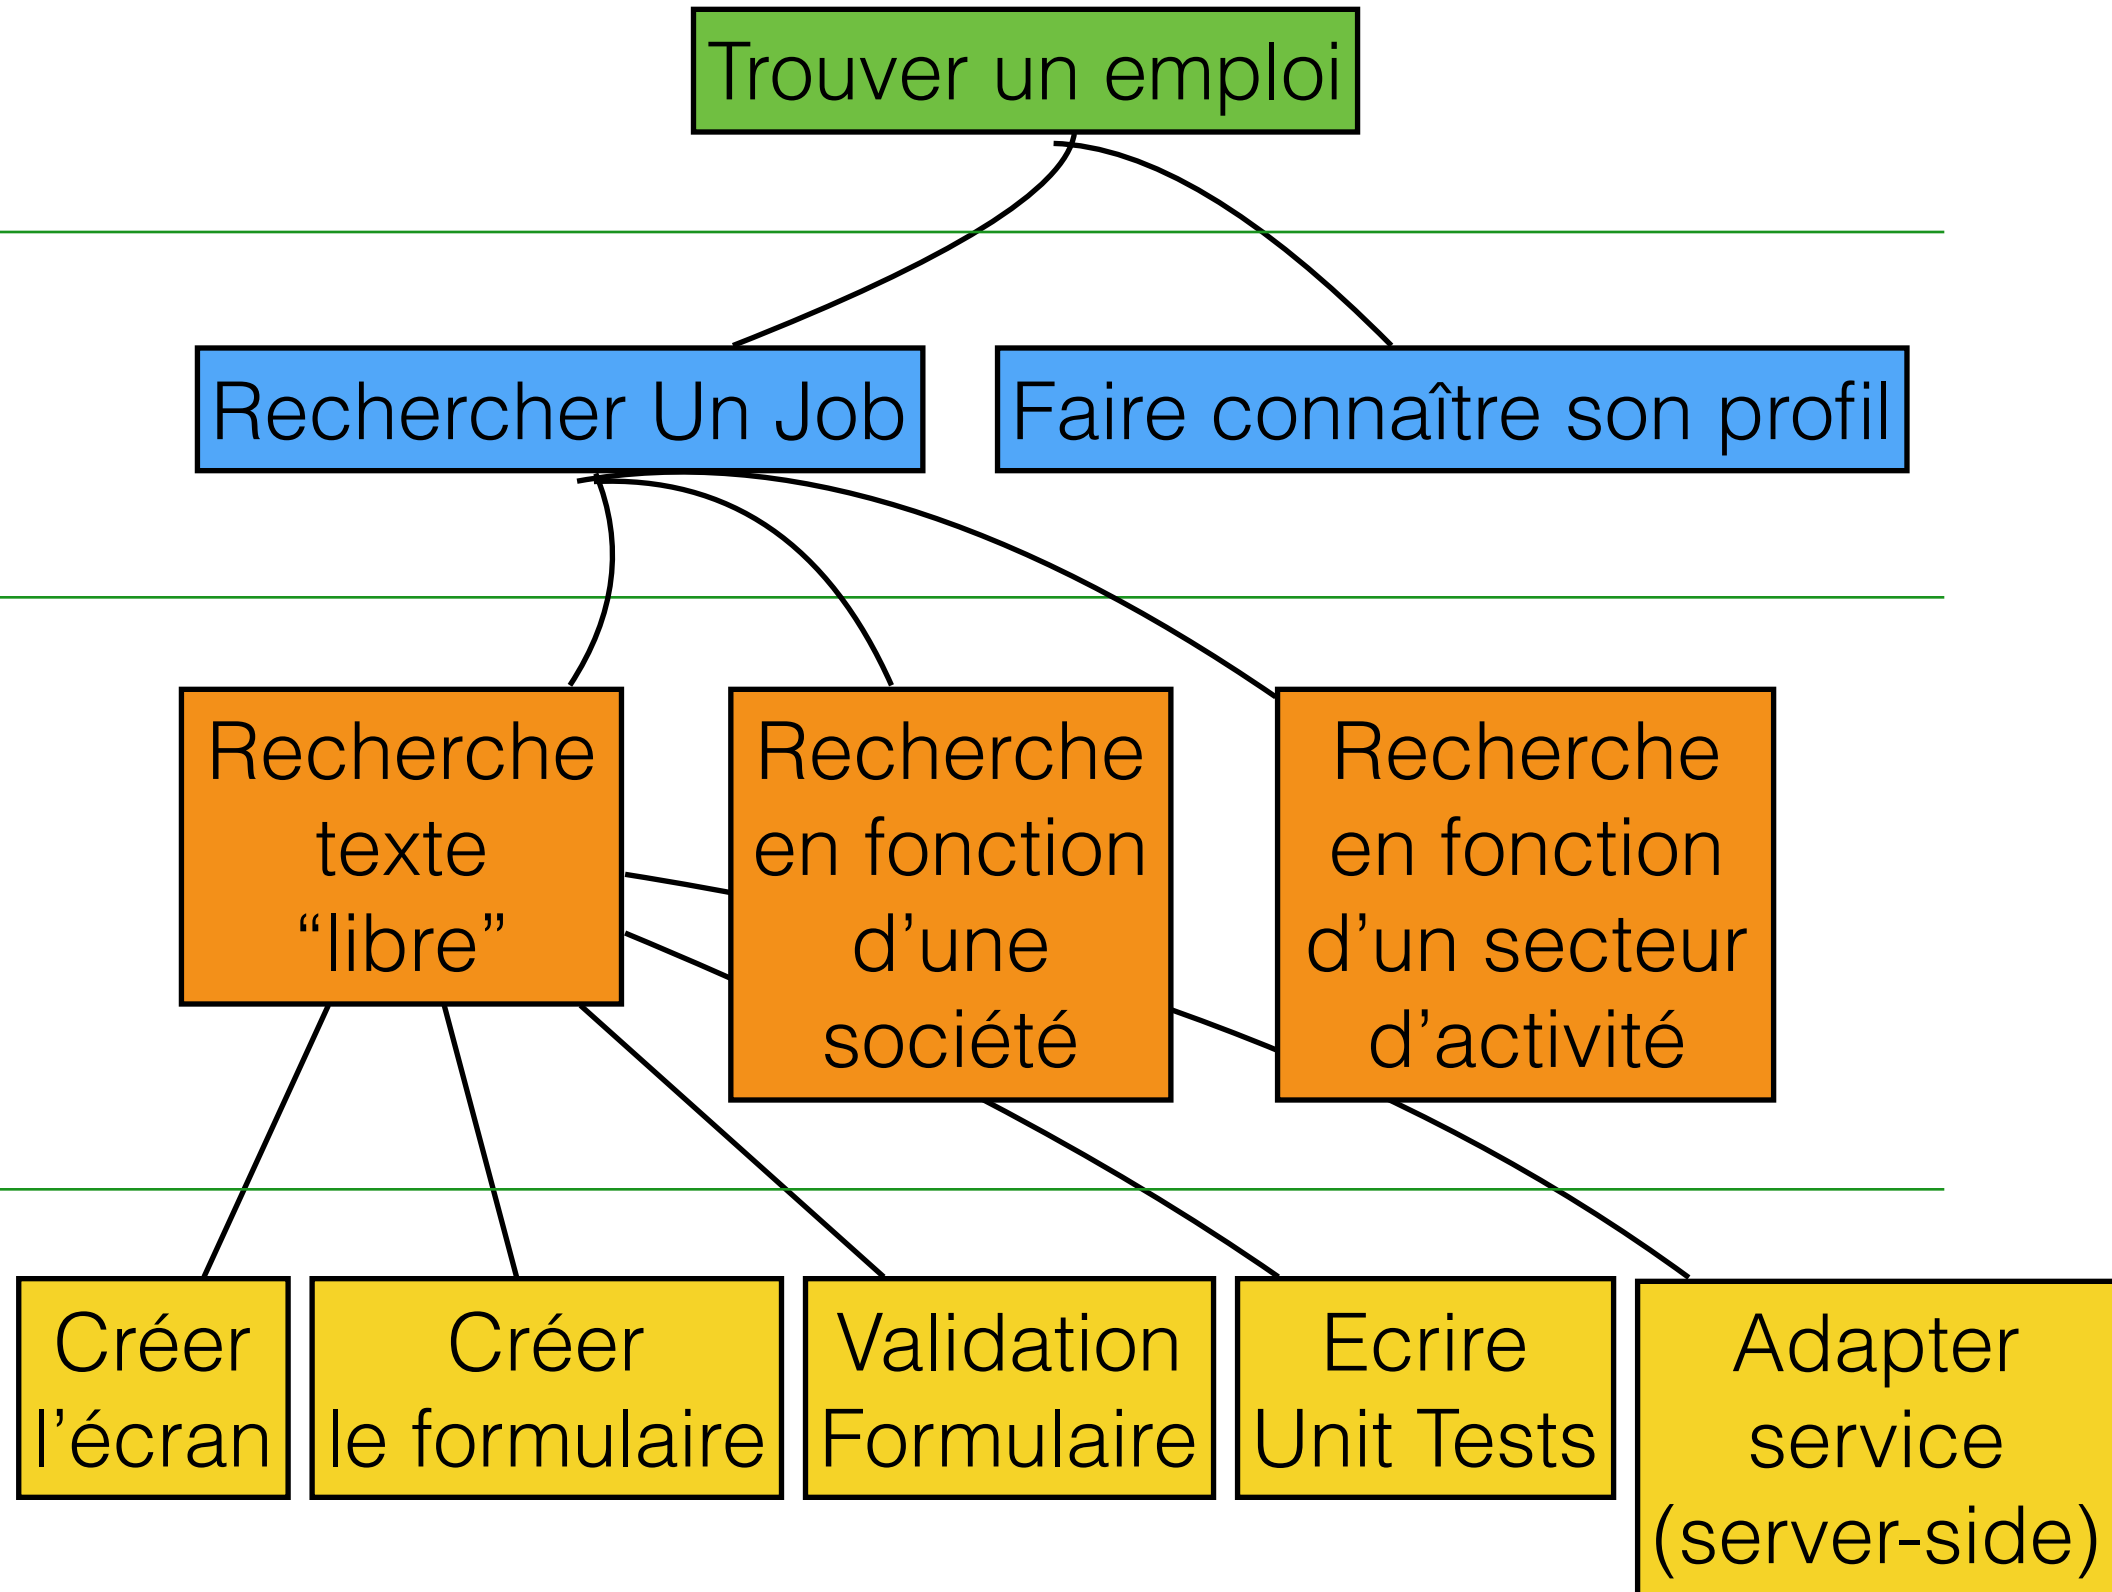 Trouver un emploi
Rechercher Un Job
Faire connaître son profil
Recherche
texte
“libre”
Recherche
en fonction
d’une
société
Recherche
en fonction
d’un secteur
d’activité
Créer
l’écran
Créer
le formulaire
Validation
Formulaire
Ecrire
Unit Tests
Adapter
service
(server-side)